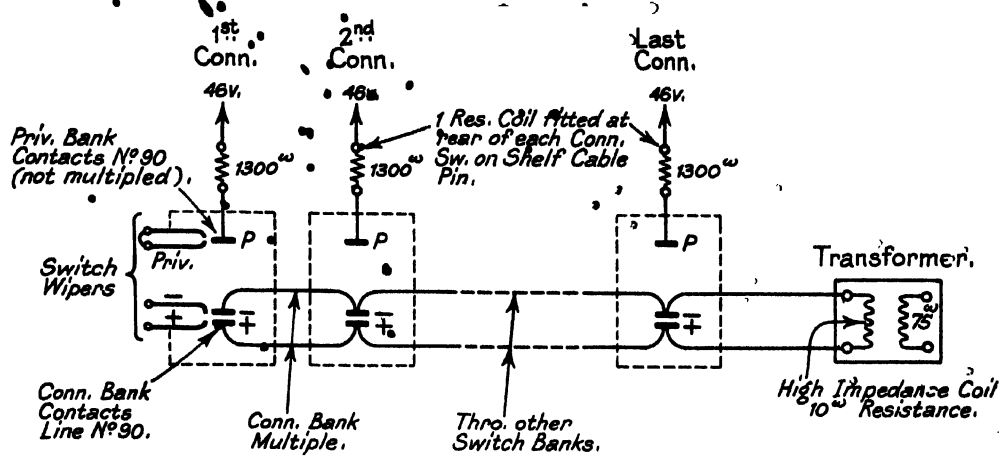 1st
Conn.
2nd
Conn.
Last
Conn.
46v.
46v.
46v.
Priv. Bank
Contacts Nº 90
(not multipled).
1300ω
1300ω
1 Res. Coil fitted at
rear of each Conn.
Sw. on Shelf Cable
Pin.
1300ω
P
P
P
Priv.
Switch
Wipers
Transformer.
−
+
−
+
−
+
−
+
75ω
Conn. Bank
Contacts
Line Nº 90.
Conn. Bank
Multiple.
Thro. other
Switch Banks.
High Impedance Coil
10ω Resistance.